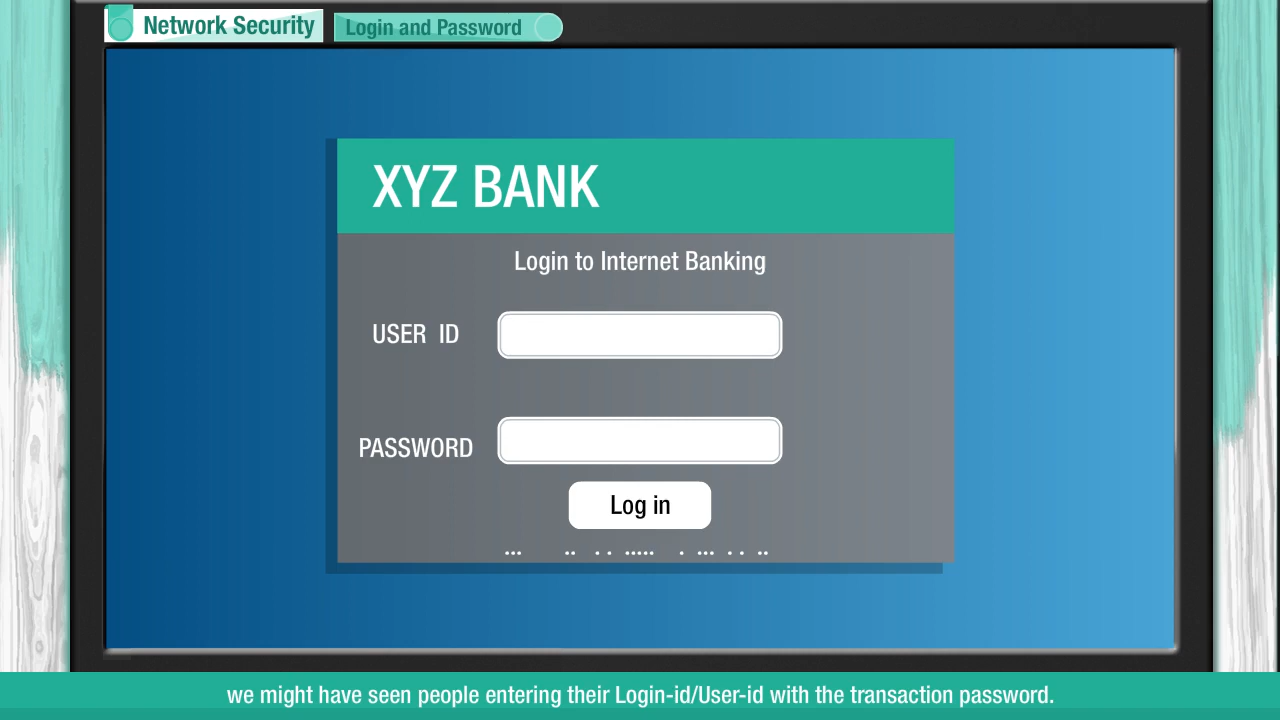 Network Security
Login and Password
XYZ BANK
Login to Internet Banking
USER ID
PASSWORD
Log in
we might have seen people entering their Login-id/User-id with the transaction password.